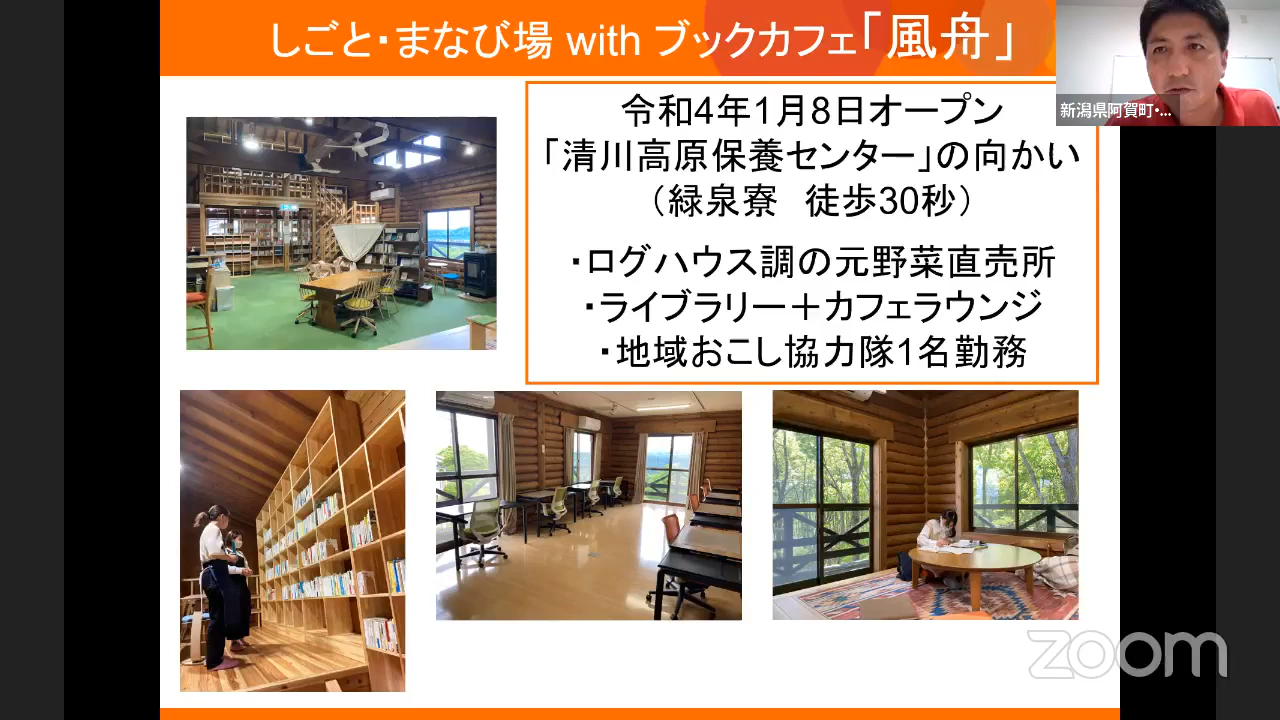 しごと・まなび場 with ブックカフェ「風舟」
新潟県阿賀町・...
令和4年1月8日オープン
「清川高原保養センター」の向かい
（緑泉寮　徒歩30秒）
・ログハウス調の元野菜直売所
・ライブラリー＋カフェラウンジ
・地域おこし協力隊1名勤務
zoom